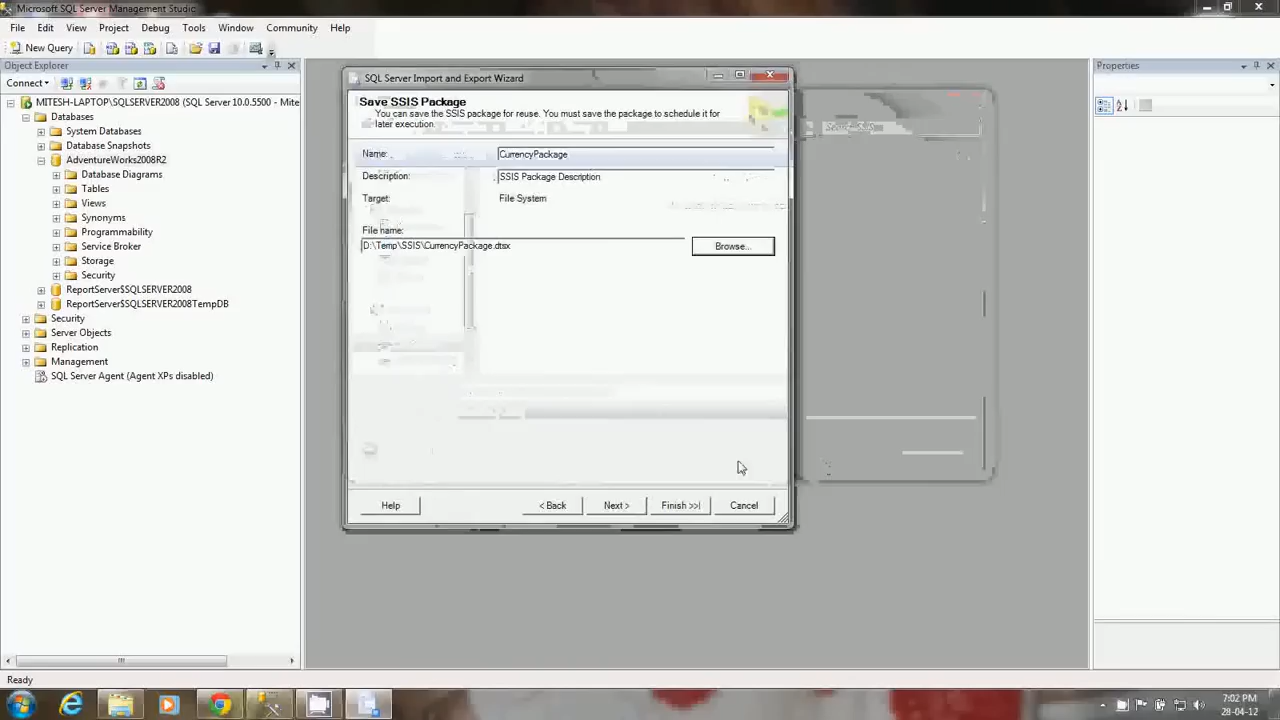 Microsoft SQL Server Management Studio
File Edit View Project Debug Tools Window Community Help
New Query
Object Explorer
Properties
Connect
MITESH-LAPTOP\SQLSERVER2008 (SQL Server 10.0.5500 - Mite
Databases
System Databases
Database Snapshots
AdventureWorks2008R2
Database Diagrams
Tables
Views
Synonyms
Programmability
Service Broker
Storage
Security
ReportServer$SQLSERVER2008
ReportServer$SQLSERVER2008TempDB
Security
Server Objects
Replication
Management
SQL Server Agent (Agent XPs disabled)
SQL Server Import and Export Wizard
Save SSIS Package
You can save the SSIS package for reuse. You must save the package to schedule it for
later execution.
Name: CurrencyPackage
Description: SSIS Package Description
Target: File System
File name:
D:\Temp\SSIS\CurrencyPackage.dtsx
Browse...
Help
< Back
Next >
Finish >>|
Cancel
Ready
7:02 PM
28-04-12